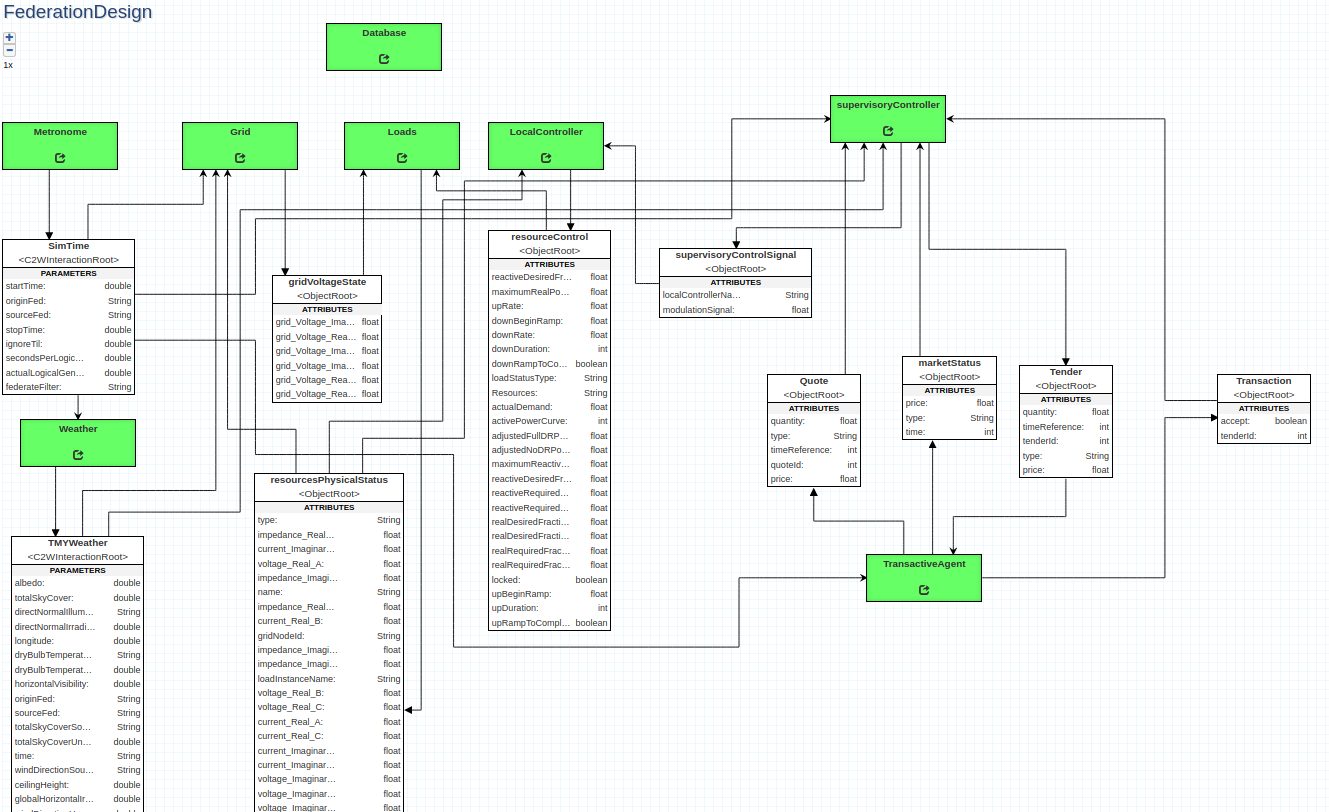 FederationDesign
+
−
1x
Database
supervisoryController
Metronome
Grid
Loads
LocalController
SimTime
<C2WInteractionRoot>
PARAMETERS
startTime: double
originFed: String
sourceFed: String
stopTime: double
ignoreTil: double
secondsPerLogic... double
actualLogicalGen... double
federateFilter: String
gridVoltageState
<ObjectRoot>
ATTRIBUTES
grid_Voltage_Ima... float
grid_Voltage_Rea... float
grid_Voltage_Ima... float
grid_Voltage_Ima... float
grid_Voltage_Rea... float
grid_Voltage_Rea... float
resourceControl
<ObjectRoot>
ATTRIBUTES
reactiveDesiredFr... float
maximumRealPo... float
upRate: float
downBeginRamp: float
downRate: float
downDuration: int
downRampToCo... boolean
loadStatusType: String
Resources: String
actualDemand: float
activePowerCurve: int
adjustedFullDRP... float
adjustedNoDRPo... float
maximumReactiv... float
reactiveDesiredFr... float
reactiveRequired... float
reactiveRequired... float
realDesiredFracti... float
realDesiredFracti... float
realRequiredFrac... float
realRequiredFrac... float
locked: boolean
upBeginRamp: float
upDuration: int
upRampToCompl... boolean
supervisoryControlSignal
<ObjectRoot>
ATTRIBUTES
localControllerNa... String
modulationSignal: float
Quote
<ObjectRoot>
ATTRIBUTES
quantity: float
type: String
timeReference: int
quoteId: int
price: float
marketStatus
<ObjectRoot>
ATTRIBUTES
price: float
type: String
time: int
Tender
<ObjectRoot>
ATTRIBUTES
quantity: float
timeReference: int
tenderId: int
type: String
price: float
Transaction
<ObjectRoot>
ATTRIBUTES
accept: boolean
tenderId: int
Weather
TransactiveAgent
resourcesPhysicalStatus
<ObjectRoot>
ATTRIBUTES
type: String
impedance_Real... float
current_Imaginar... float
voltage_Real_A: float
impedance_Imagi... float
name: String
impedance_Real... float
current_Real_B: float
gridNodeId: String
impedance_Imagi... float
impedance_Imagi... float
loadInstanceName: String
voltage_Real_B: float
voltage_Real_C: float
current_Real_A: float
current_Real_C: float
current_Imaginar... float
current_Imaginar... float
voltage_Imaginar... float
voltage_Imaginar... float
voltage_Imaginar... float
TMYWeather
<C2WInteractionRoot>
PARAMETERS
albedo: double
totalSkyCover: double
directNormalIllum... String
directNormalIrradi... double
longitude: double
dryBulbTemperat... String
dryBulbTemperat... double
horizontalVisibility: double
originFed: String
sourceFed: String
totalSkyCoverSo... String
totalSkyCoverUn... double
time: String
windDirectionSou... String
ceilingHeight: double
globalHorizontalIr... double